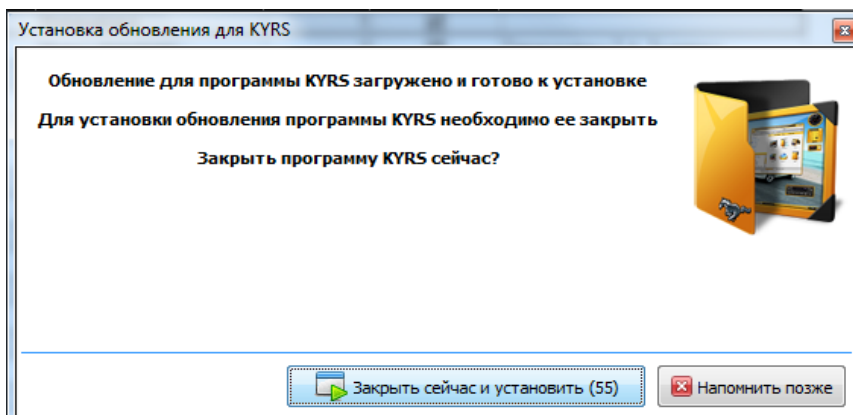 Установка обновления для KYRS
Обновление для программы KYRS загружено и готово к установке
Для установки обновления программы KYRS необходимо ее закрыть
Закрыть программу KYRS сейчас?
Закрыть сейчас и установить (55)
Напомнить позже